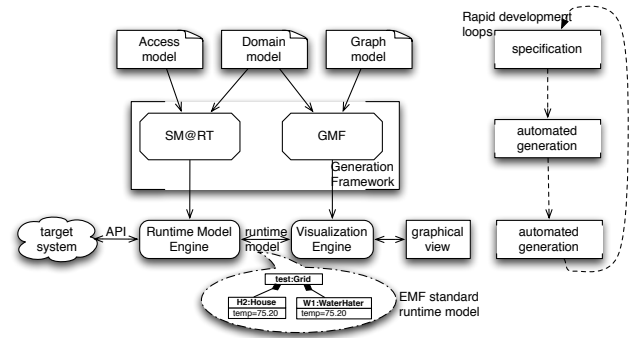 Access
model
Domain
model
Graph
model
Rapid development
loops
specification
SM@RT
GMF
Generation
Framework
automated
generation
target
system
API
Runtime Model
Engine
runtime
model
Visualization
Engine
graphical
view
automated
generation
test:Grid
H2:House
temp=75.20
W1:WaterHater
temp=75.20
EMF standard
runtime model